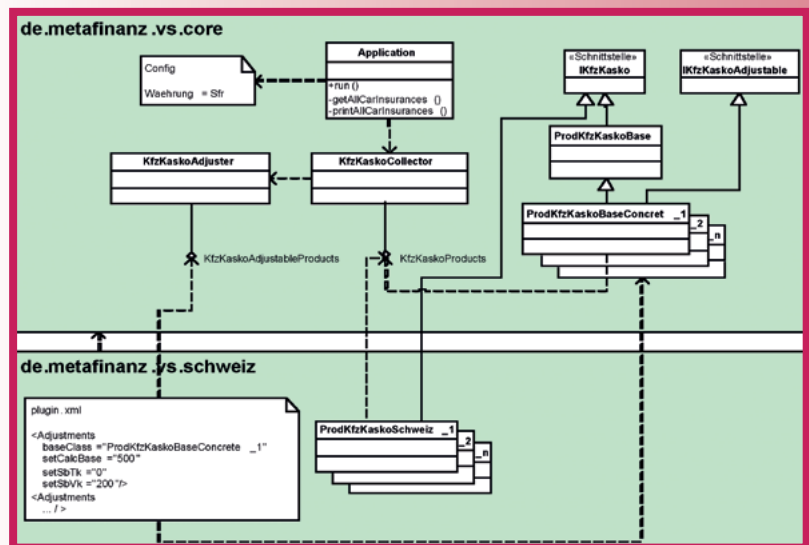 de.metafinanz .vs.core
Application
+run ()
-getAllCarInsurances ()
-printAllCarInsurances ()
Config
Waehrung = Sfr
«Schnittstelle»
IKfzKasko
«Schnittstelle»
IKfzKaskoAdjustable
ProdKfzKaskoBase
KfzKaskoAdjuster
KfzKaskoCollector
ProdKfzKaskoBaseConcret _1
_2
_n
KfzKaskoAdjustableProducts
KfzKaskoProducts
de.metafinanz .vs.schweiz
plugin.xml
<Adjustments
baseClass ="ProdKfzKaskoBaseConcrete _1"
setCalcBase ="500"
setSbTk ="0"
setSbVk ="200"/>
<Adjustments
... / >
ProdKfzKaskoSchweiz _1
_2
_n